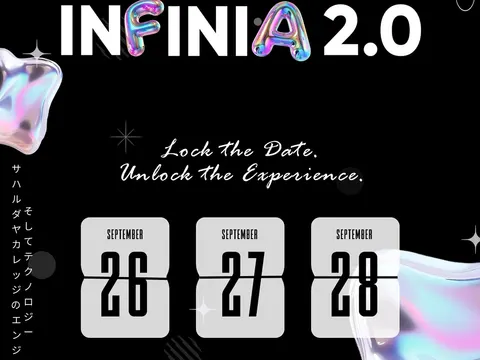 INFINIA 2.0
Lock the Date.
Unlock the Experience.
SEPTEMBER
26
SEPTEMBER
27
SEPTEMBER
28
そしてテクノロジー
サハルダヤカレッジのエンジ